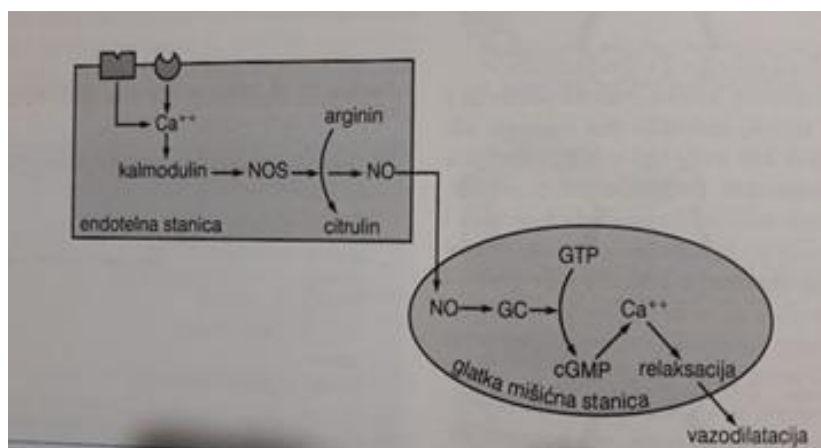 Ca⁺⁺
arginin
kalmodulin NOS NO
endotelna stanica citrulin
GTP
NO GC Ca⁺⁺
cGMP relaksacija
glatka mišićna stanica
vazodilatacija